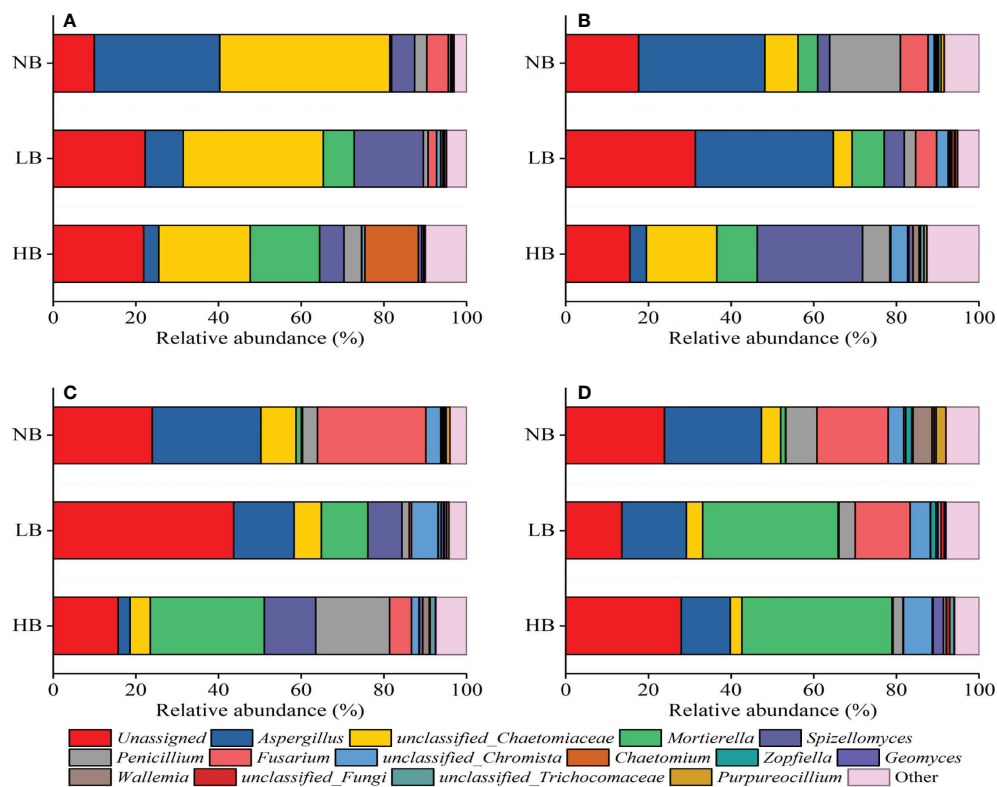 A
B
NB
NB
LB
LB
HB
HB
0 20 40 60 80 100
0 20 40 60 80 100
Relative abundance (%)
Relative abundance (%)
C
D
NB
NB
LB
LB
HB
HB
0 20 40 60 80 100
0 20 40 60 80 100
Relative abundance (%)
Relative abundance (%)
Unassigned Aspergillus unclassified_Chaetomiaceae Mortierella Spizellomyces
Penicillium Fusarium unclassified_Chromista Chaetomium Zopfiella Geomyces
Wallemia unclassified_Fungi unclassified_Trichocomaceae Purpureocillium Other